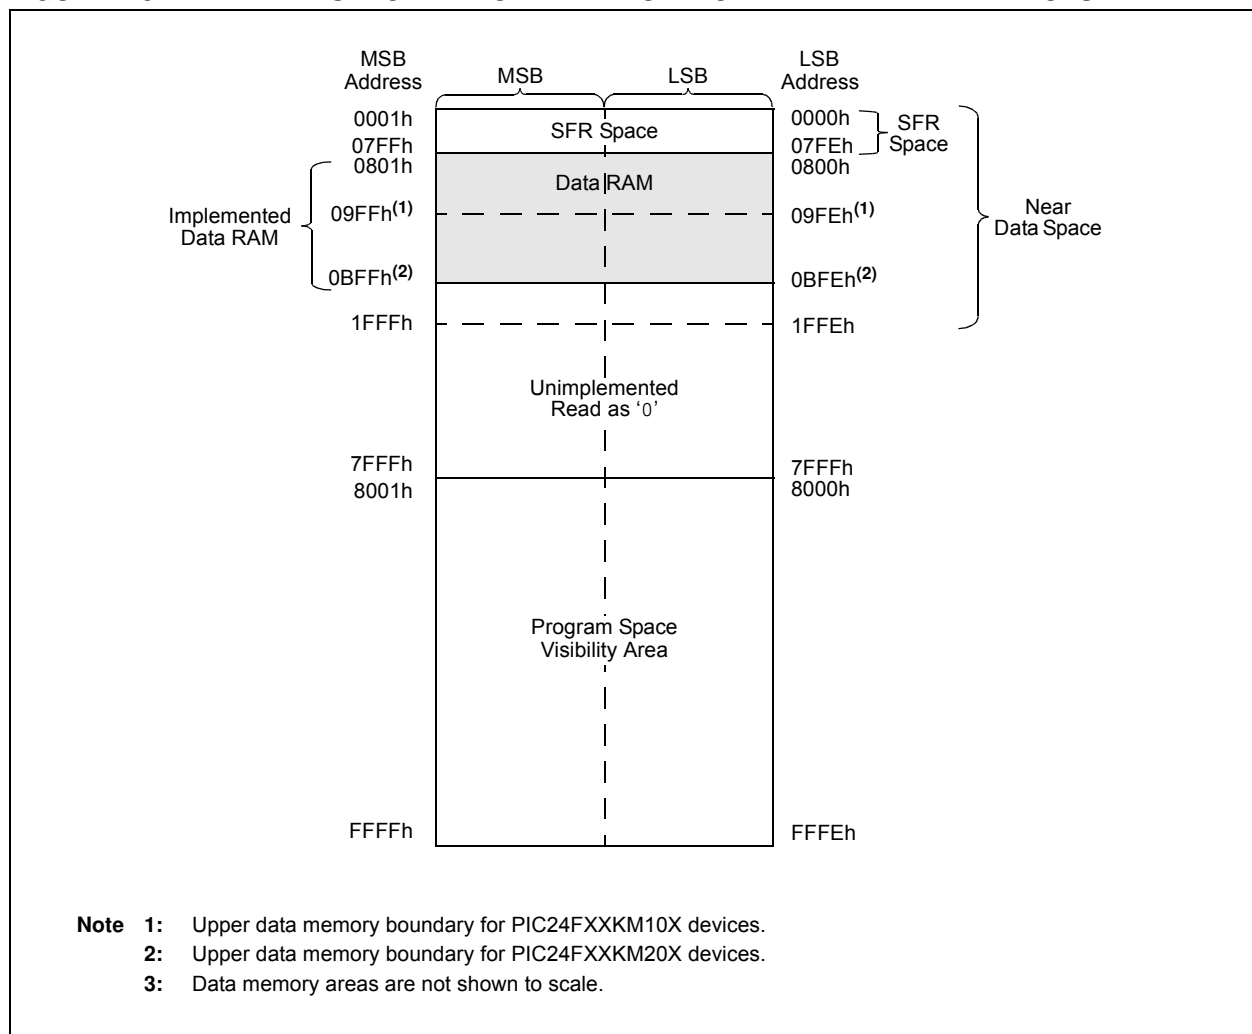 MSB
Address
MSB
LSB
LSB
Address
0001h
SFR Space
0000h
SFR
Space
07FFh
07FEh
0801h
Data RAM
0800h
Implemented
Data RAM
09FFh(1)
09FEh(1)
Near
Data Space
0BFFh(2)
0BFEh(2)
1FFFh
1FFEh
Unimplemented
Read as ‘0’
7FFFh
7FFFh
8001h
8000h
Program Space
Visibility Area
FFFFh
FFFEh
Note 1: Upper data memory boundary for PIC24FXXKM10X devices.
2: Upper data memory boundary for PIC24FXXKM20X devices.
3: Data memory areas are not shown to scale.